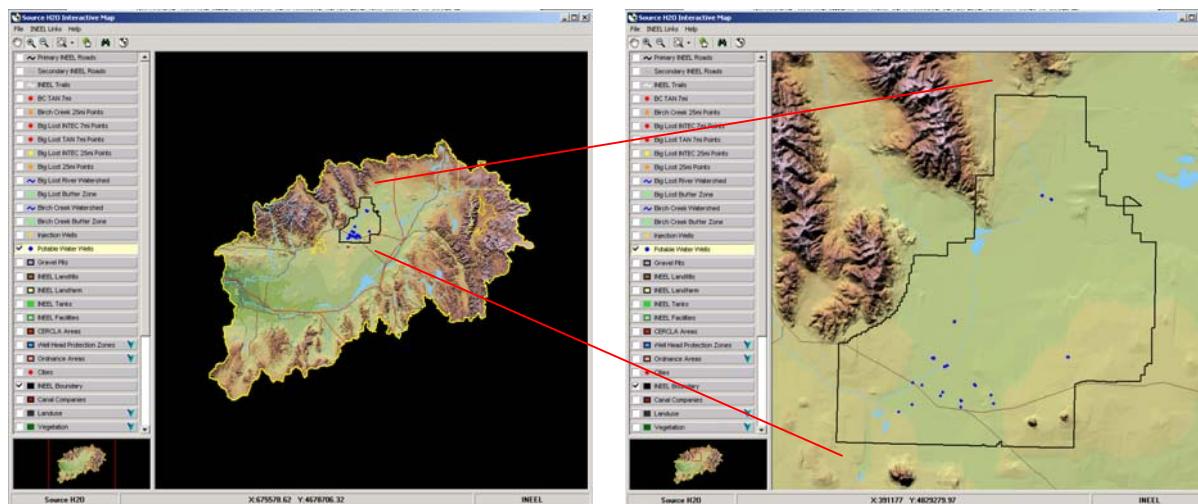 Source H2O Interactive Map
File INEEL Links Help
Primary INEEL Roads
Secondary INEEL Roads
INEEL Trails
BC TAN 7mi
Birch Creek 25mi Points
Big Lost INTEC 7mi Points
Big Lost TAN 7mi Points
Big Lost INTEC 25mi Points
Big Lost 25mi Points
Big Lost River Watershed
Big Lost Buffer Zone
Birch Creek Watershed
Birch Creek Buffer Zone
Injection Wells
Potable Water Wells
Gravel Pits
INEEL Landfills
INEEL Landfarm
INEEL Tanks
INEEL Facilities
CERCLA Areas
Well Head Protection Zones
Ordnance Areas
Cities
INEEL Boundary
Canal Companies
Landuse
Vegetation
Source H2O X:675578.62 Y:4678706.32 INEEL
Source H2O Interactive Map
File INEEL Links Help
Primary INEEL Roads
Secondary INEEL Roads
INEEL Trails
BC TAN 7mi
Birch Creek 25mi Points
Big Lost INTEC 7mi Points
Big Lost TAN 7mi Points
Big Lost INTEC 25mi Points
Big Lost 25mi Points
Big Lost River Watershed
Big Lost Buffer Zone
Birch Creek Watershed
Birch Creek Buffer Zone
Injection Wells
Potable Water Wells
Gravel Pits
INEEL Landfills
INEEL Landfarm
INEEL Tanks
INEEL Facilities
CERCLA Areas
Well Head Protection Zones
Ordnance Areas
Cities
INEEL Boundary
Canal Companies
Landuse
Vegetation
Source H2O X:391177 Y:4829279.97 INEEL